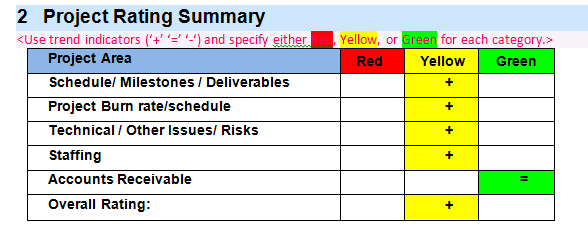 2 Project Rating Summary
<Use trend indicators (‘+’ ‘=’ ‘-’) and specify either Red, Yellow, or Green for each category.>
Project Area Red Yellow Green
Schedule/ Milestones / Deliverables +
Project Burn rate/schedule +
Technical / Other Issues/ Risks +
Staffing +
Accounts Receivable =
Overall Rating: +